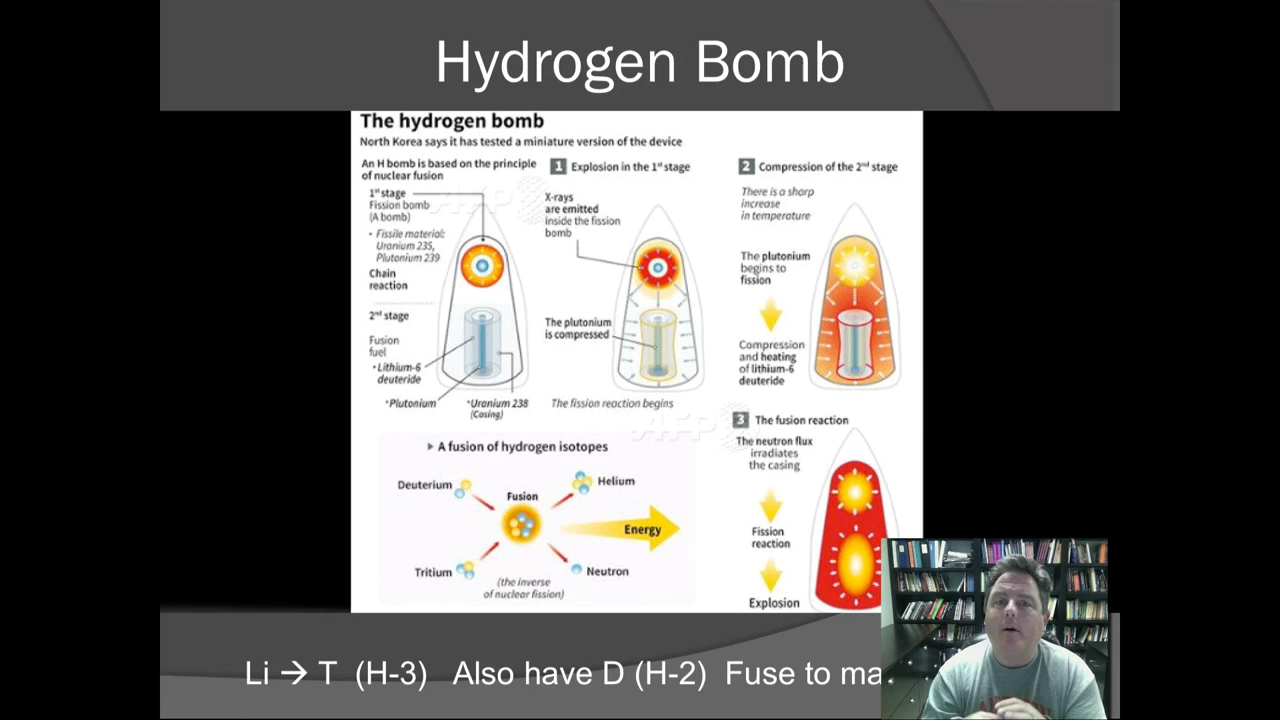 Hydrogen Bomb
The hydrogen bomb
North Korea says it has tested a miniature version of the device
An H bomb is based on the principle
of nuclear fusion
1st stage
Fission bomb
(A bomb)
• Fissile material:
Uranium 235,
Plutonium 239
Chain
reaction
2nd stage
Fusion
fuel
•Lithium-6
deuteride
•Plutonium
•Uranium 238
(Casing)
1 Explosion in the 1st stage
X-rays
are emitted
inside the fission
bomb
The plutonium
is compressed
The fission reaction begins
2 Compression of the 2nd stage
There is a sharp
increase
in temperature
The plutonium
begins to
fission
Compression
and heating
of lithium-6
deuteride
3 The fusion reaction
The neutron flux
irradiates
the casing
Fission
reaction
Explosion
▶ A fusion of hydrogen isotopes
Deuterium
Fusion
Helium
Energy
Tritium
Neutron
(the inverse
of nuclear fission)
AFP
Li → T (H-3) Also have D (H-2) Fuse to ma